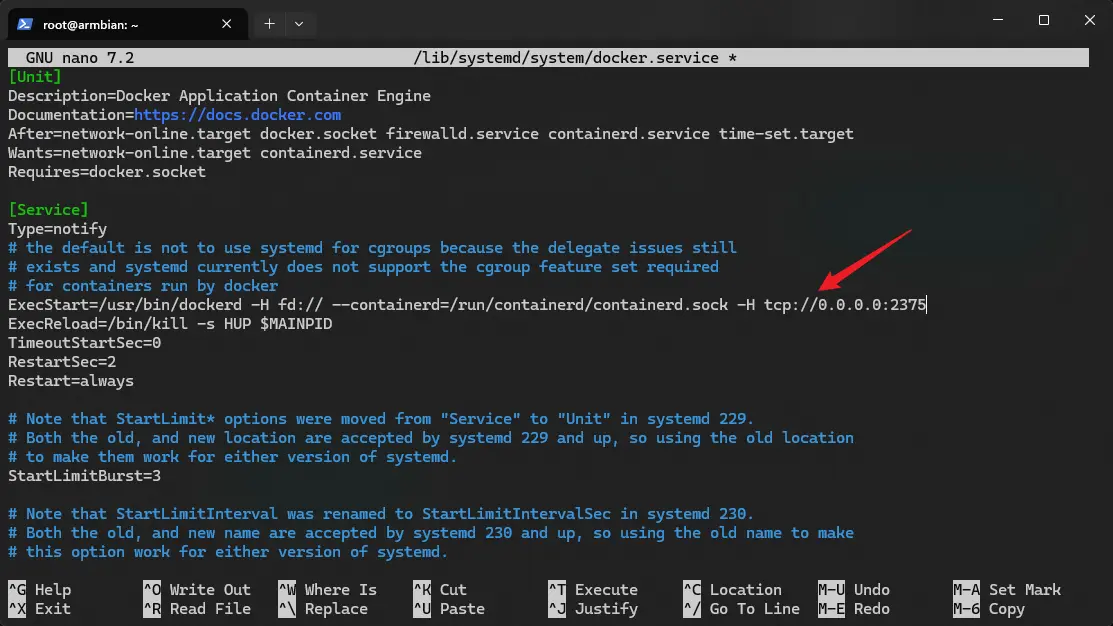 root@armbian: ~
GNU nano 7.2 /lib/systemd/system/docker.service *
[Unit]
Description=Docker Application Container Engine
Documentation=https://docs.docker.com
After=network-online.target docker.socket firewalld.service containerd.service time-set.target
Wants=network-online.target containerd.service
Requires=docker.socket

[Service]
Type=notify
# the default is not to use systemd for cgroups because the delegate issues still
# exists and systemd currently does not support the cgroup feature set required
# for containers run by docker
ExecStart=/usr/bin/dockerd -H fd:// --containerd=/run/containerd/containerd.sock -H tcp://0.0.0.0:2375
ExecReload=/bin/kill -s HUP $MAINPID
TimeoutStartSec=0
RestartSec=2
Restart=always

# Note that StartLimit* options were moved from "Service" to "Unit" in systemd 229.
# Both the old, and new location are accepted by systemd 229 and up, so using the old location
# to make them work for either version of systemd.
StartLimitBurst=3

# Note that StartLimitInterval was renamed to StartLimitIntervalSec in systemd 230.
# Both the old, and new name are accepted by systemd 230 and up, so using the old name to make
# this option work for either version of systemd.

^G Help ^O Write Out ^W Where Is ^K Cut ^T Execute ^C Location M-U Undo M-A Set Mark
^X Exit ^R Read File ^\ Replace ^U Paste ^J Justify ^/ Go To Line M-E Redo M-6 Copy